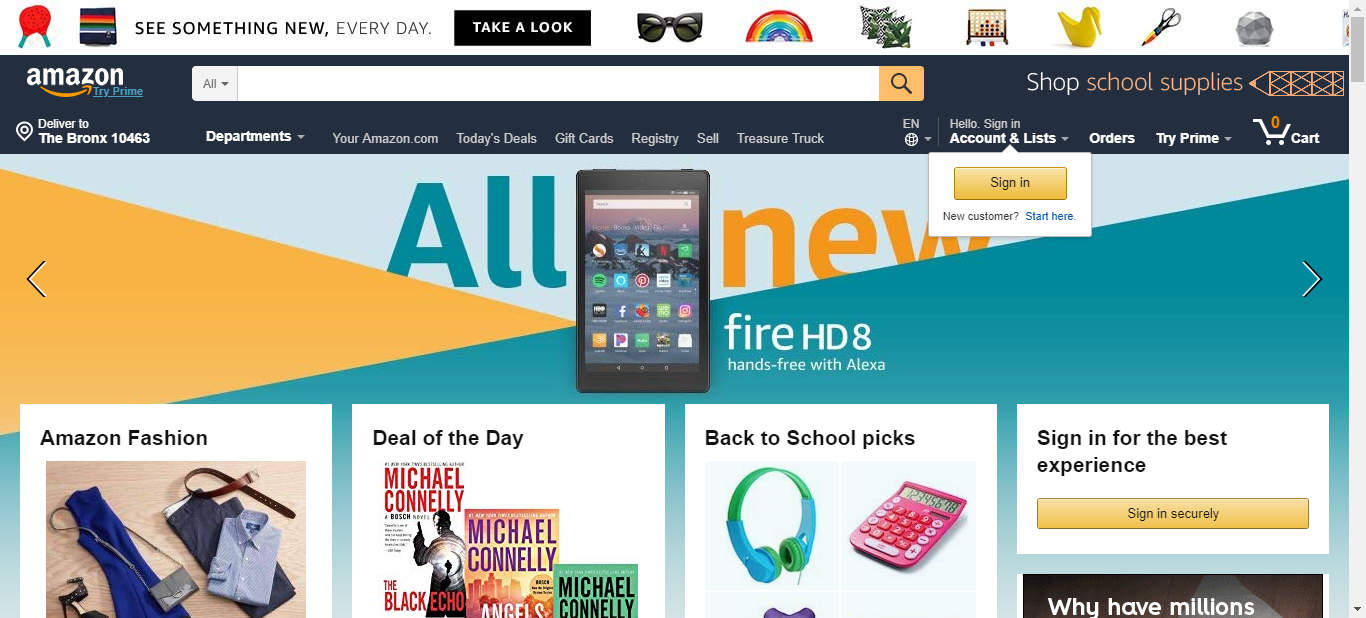 SEE SOMETHING NEW, EVERY DAY.
TAKE A LOOK
amazon
Try Prime
All
Shop school supplies
Deliver to
The Bronx 10463
Departments
Your Amazon.com
Today's Deals
Gift Cards
Registry
Sell
Treasure Truck
EN
Hello. Sign in
Account & Lists
Orders
Try Prime
0
Cart
Sign in
New customer? Start here.
All new
fire HD 8
hands-free with Alexa
Amazon Fashion
Deal of the Day
MICHAEL
CONNELLY
A BOSCH NOVEL
THE
BLACK ECHO
MICHAEL
CONNELLY
ANGELS
MICHAEL
CONNELLY
Back to School picks
Sign in for the best
experience
Sign in securely
Why have millions